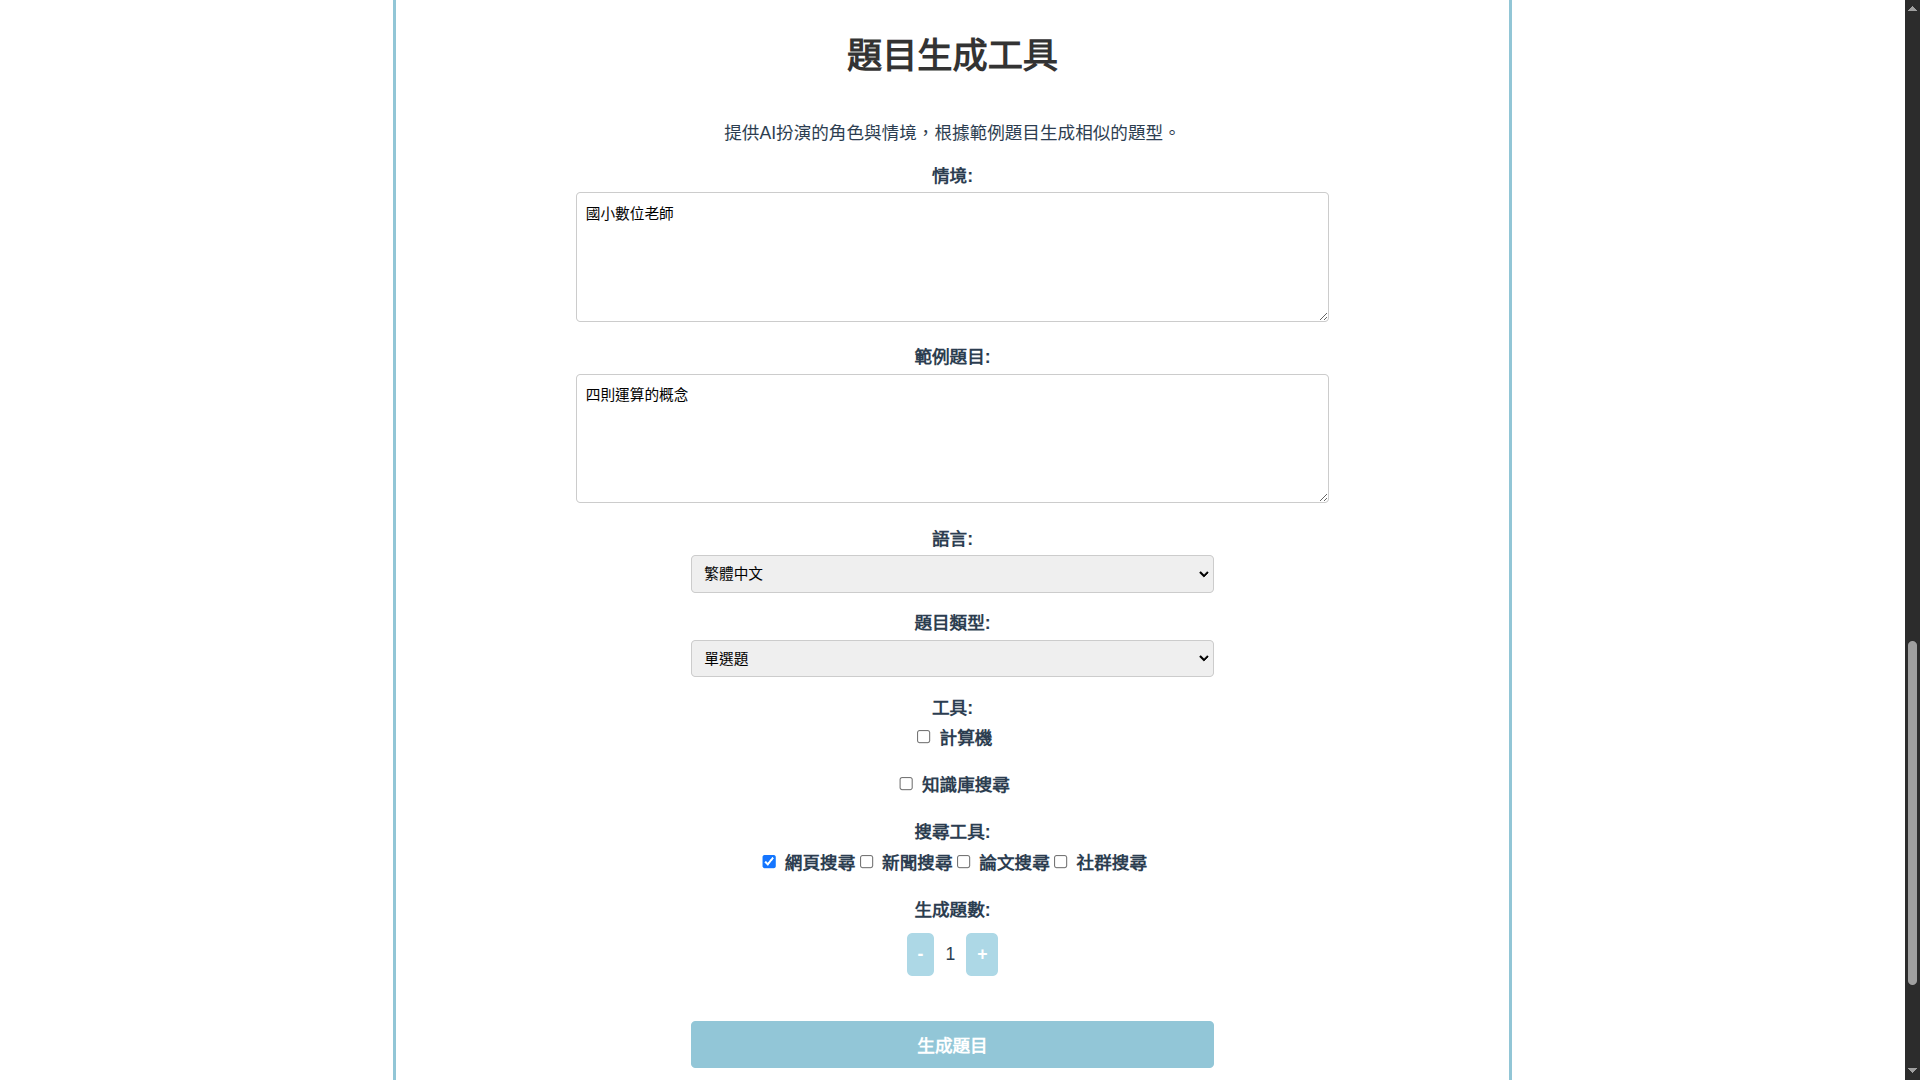 題目生成工具
提供AI扮演的角色與情境，根據範例題目生成相似的題型。
情境:
國小數位老師
範例題目:
四則運算的概念
語言:
繁體中文
題目類型:
單選題
工具:
計算機
知識庫搜尋
搜尋工具:
網頁搜尋 新聞搜尋 論文搜尋 社群搜尋
生成題數:
- 1 +
生成題目